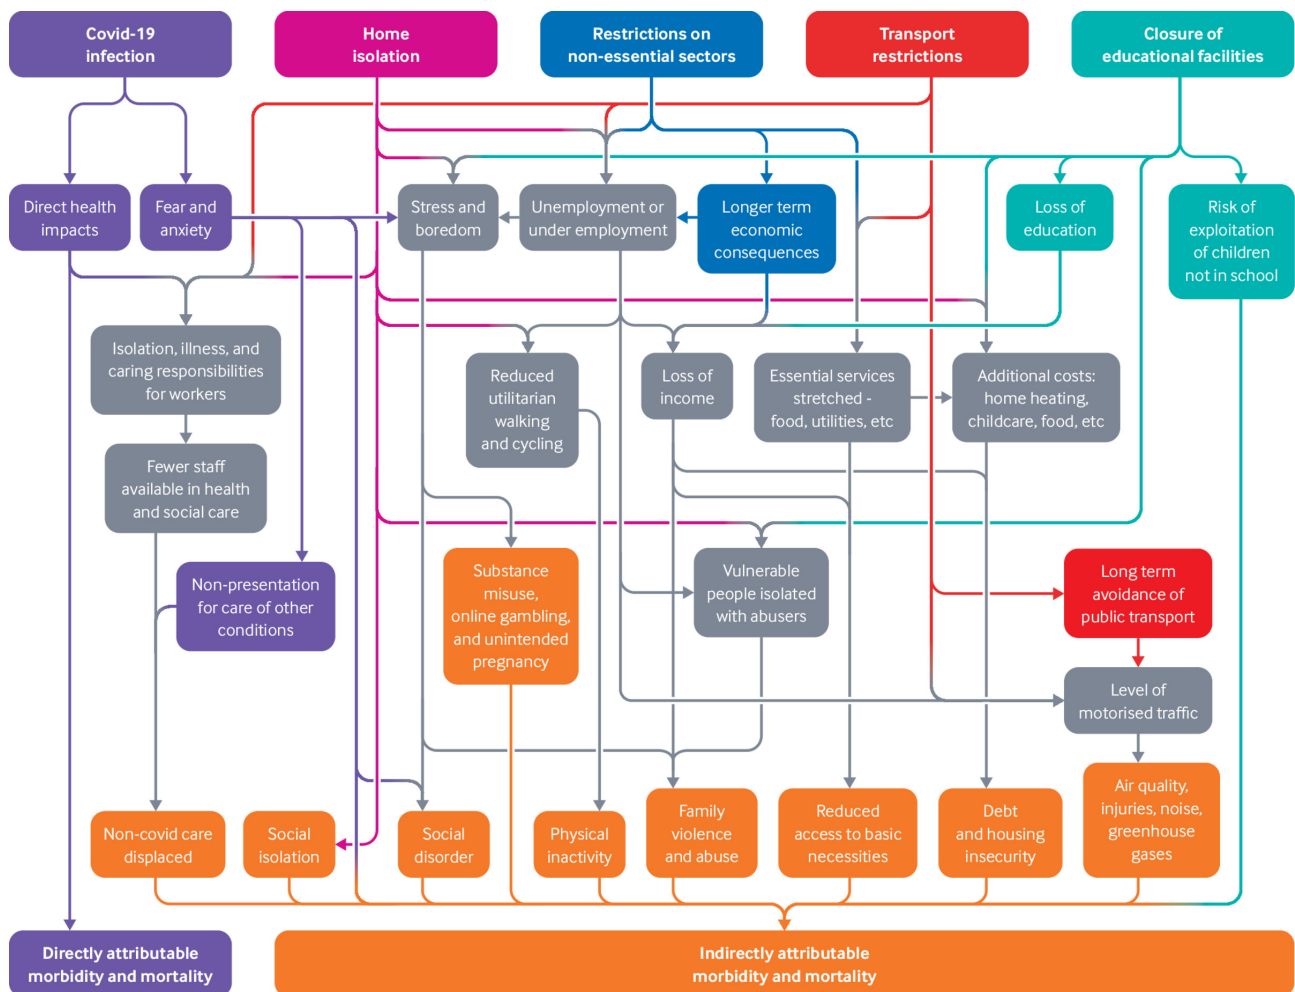 Covid-19
infection
Home
isolation
Restrictions on
non-essential sectors
Transport
restrictions
Closure of
educational facilities
Direct health
impacts
Fear and
anxiety
Stress and
boredom
Unemployment or
under employment
Longer term
economic
consequences
Loss of
education
Risk of
exploitation
of children
not in school
Isolation, illness, and
caring responsibilities
for workers
Reduced
utilitarian
walking
and cycling
Loss of
income
Essential services
stretched -
food, utilities, etc
Additional costs:
home heating,
childcare, food, etc
Fewer staff
available in health
and social care
Non-presentation
for care of other
conditions
Substance
misuse,
online gambling,
and unintended
pregnancy
Vulnerable
people isolated
with abusers
Long term
avoidance of
public transport
Level of
motorised traffic
Non-covid care
displaced
Social
isolation
Social
disorder
Physical
inactivity
Family
violence
and abuse
Reduced
access to basic
necessities
Debt
and housing
insecurity
Air quality,
injuries, noise,
greenhouse
gases
Directly attributable
morbidity and mortality
Indirectly attributable
morbidity and mortality